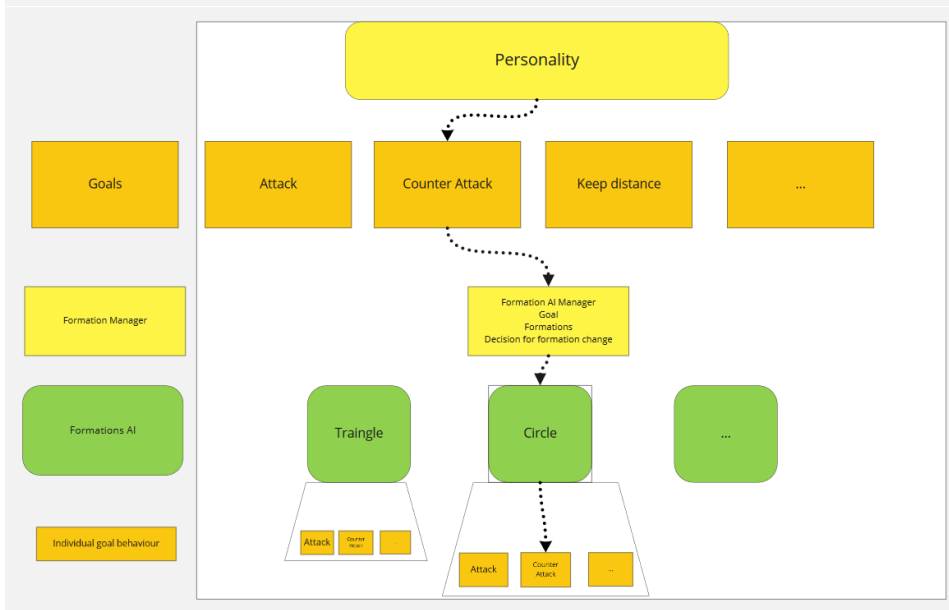 Personality
Goals
Attack
Counter Attack
Keep distance
...
Formation Manager
Formation AI Manager
Goal
Formations
Decision for formation change
Formations AI
Traingle
Circle
...
Individual goal behaviour
Attack
Counter
Attack
...
Attack
Counter
Attack
...